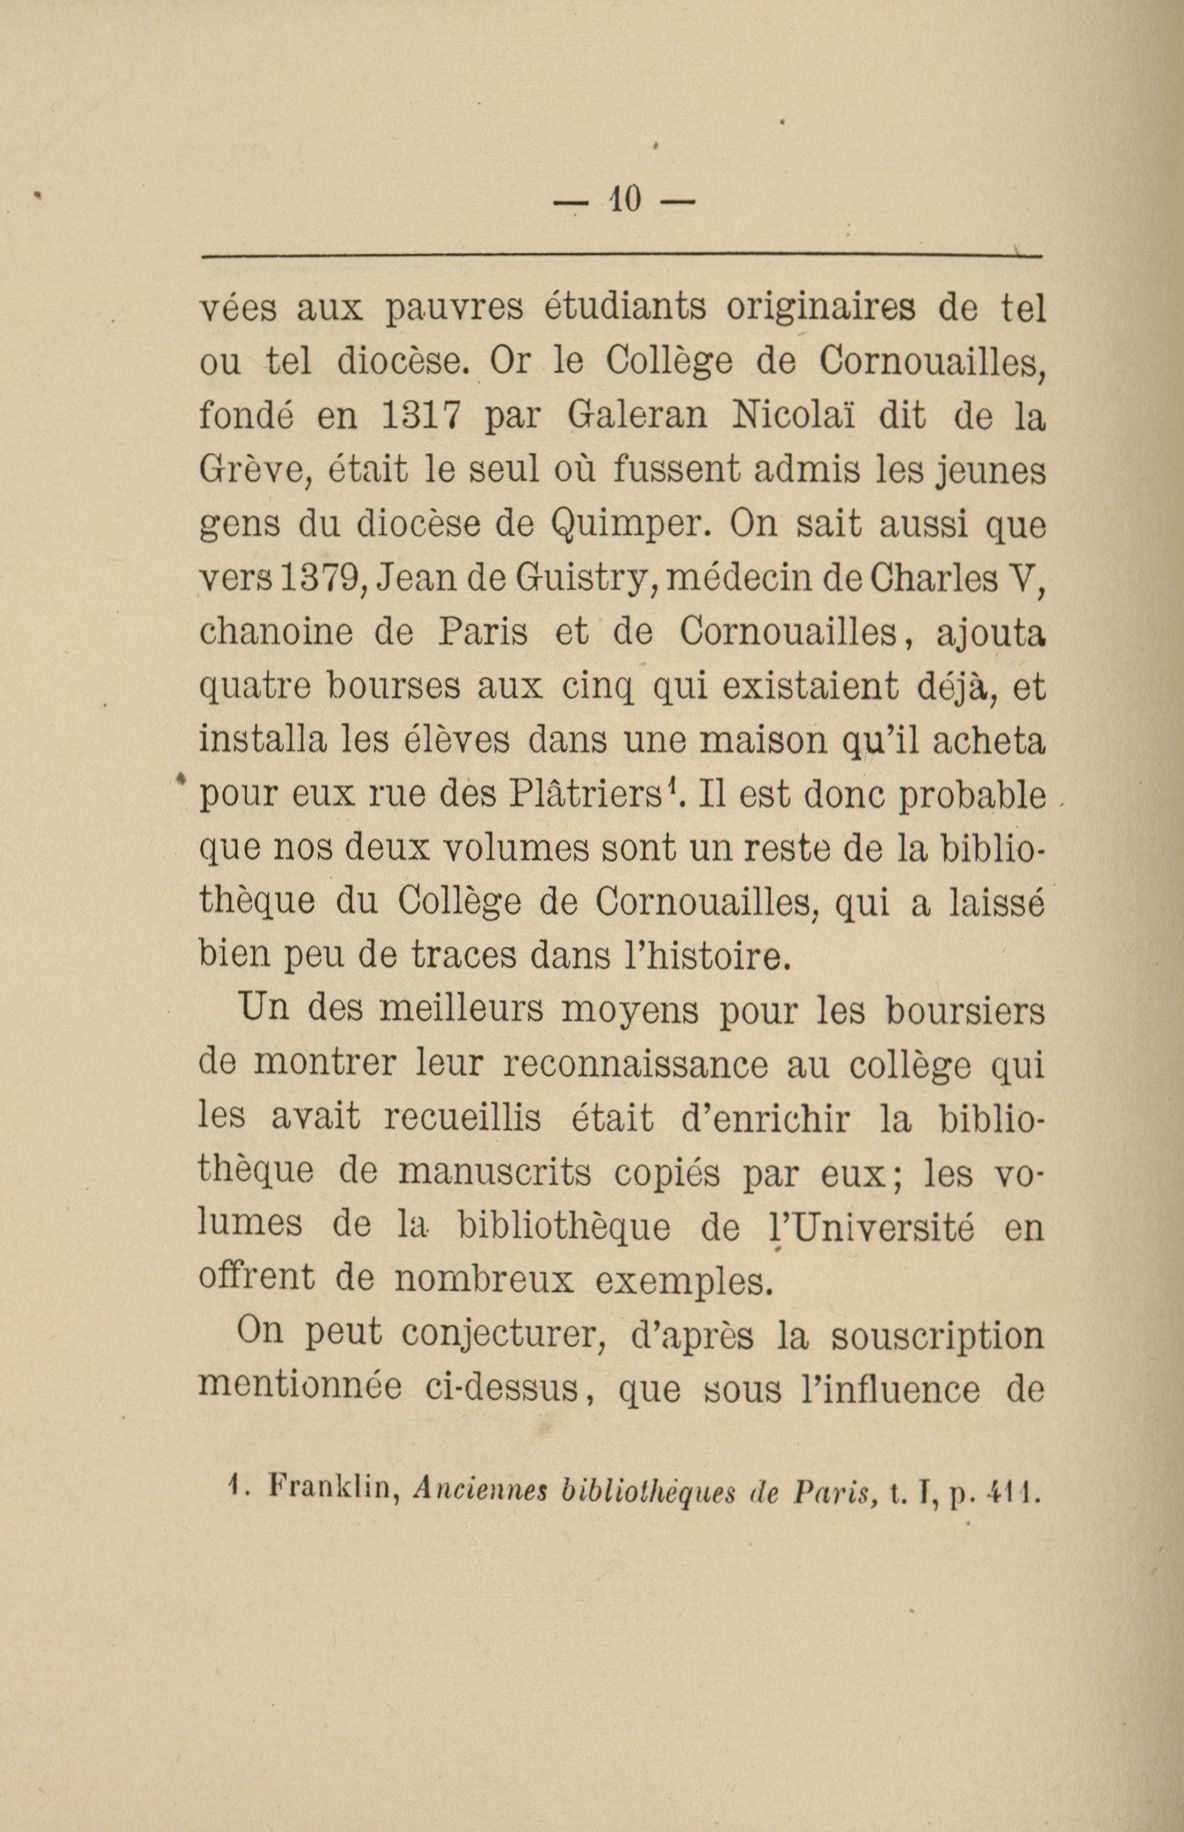 — 10 —
vées aux pauvres étudiants originaires de tel
ou tel diocèse. Or le Collège de Cornouailles,
fondé en 1317 par Galeran Nicolaï dit de la
Grève, était le seul où fussent admis les jeunes
gens du diocèse de Quimper. On sait aussi que
vers 1379, Jean de Guistry, médecin de Charles V,
chanoine de Paris et de Cornouailles, ajouta
quatre bourses aux cinq qui existaient déjà, et
installa les élèves dans une maison qu'il acheta
pour eux rue des Plâtriers¹. Il est donc probable
que nos deux volumes sont un reste de la biblio-
thèque du Collège de Cornouailles, qui a laissé
bien peu de traces dans l'histoire.
Un des meilleurs moyens pour les boursiers
de montrer leur reconnaissance au collège qui
les avait recueillis était d'enrichir la biblio-
thèque de manuscrits copiés par eux; les vo-
lumes de la bibliothèque de l'Université en
offrent de nombreux exemples.
On peut conjecturer, d'après la souscription
mentionnée ci-dessus, que sous l'influence de
1. Franklin, Anciennes bibliothèques de Paris, t. I, p. 411.